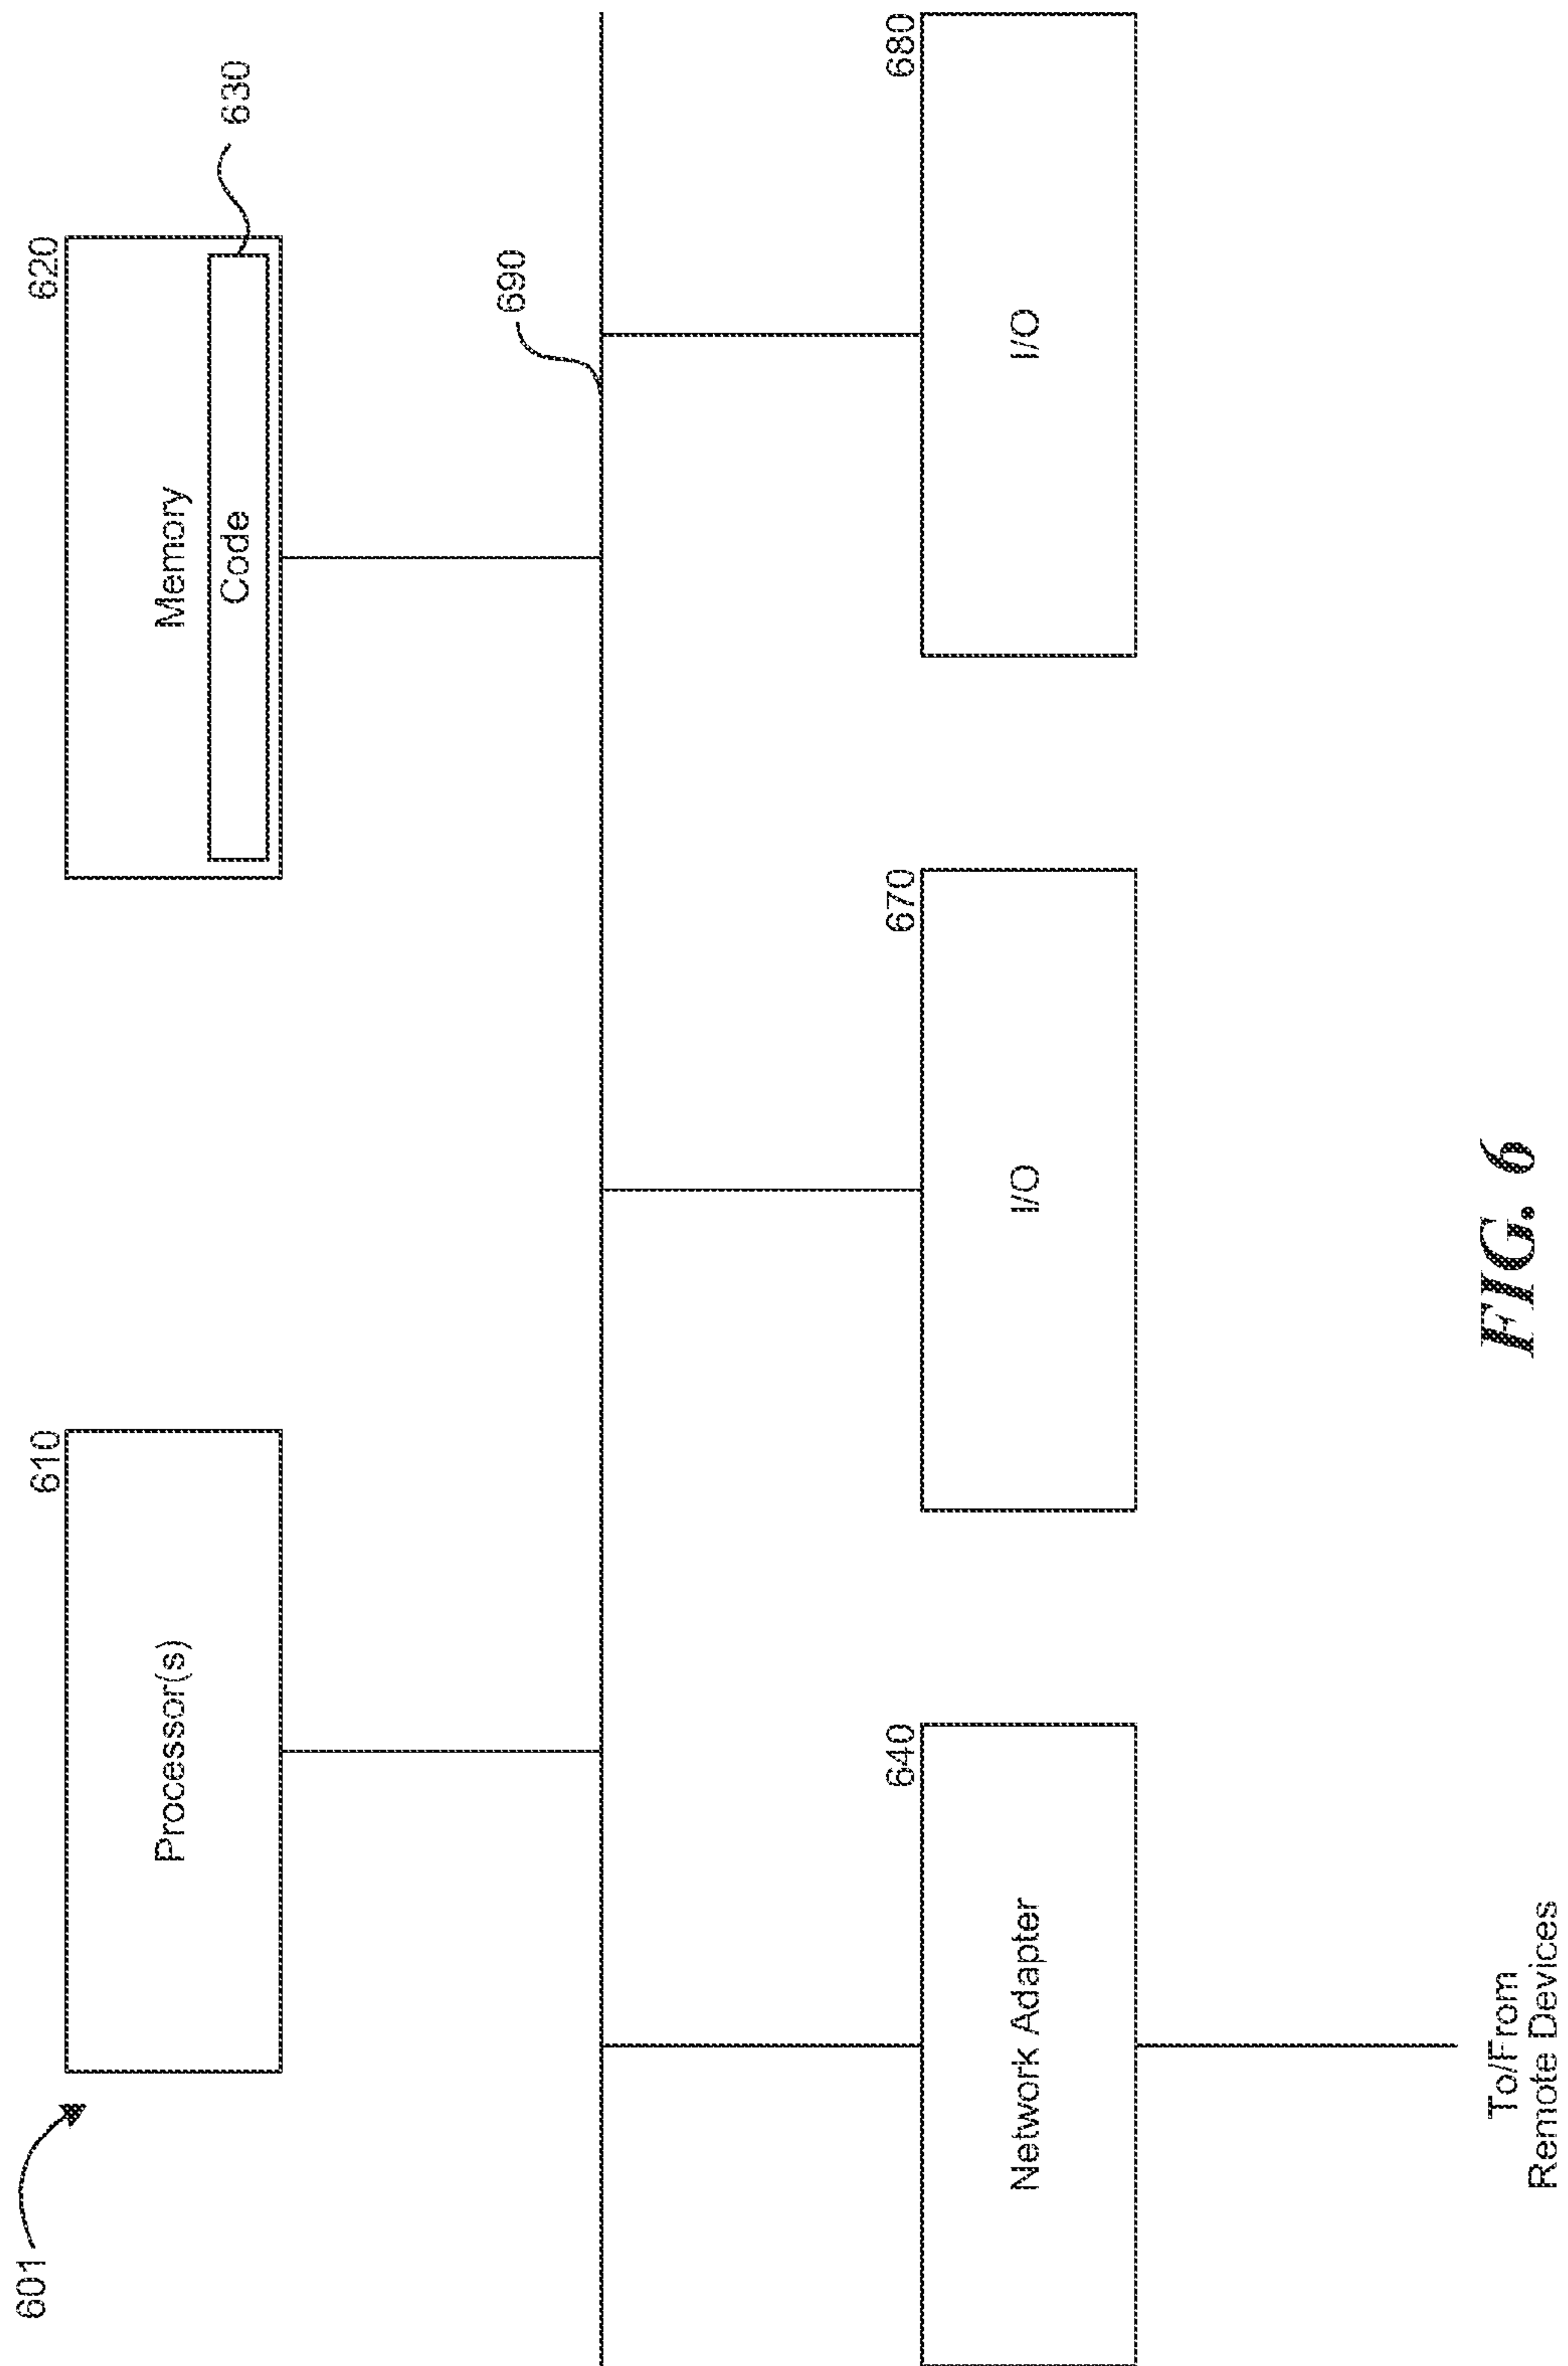 601
610
Processor(s)
620
Memory
Code
630
690
640
Network Adapter
670
I/O
680
I/O
To/From
Remote Devices
FIG. 6